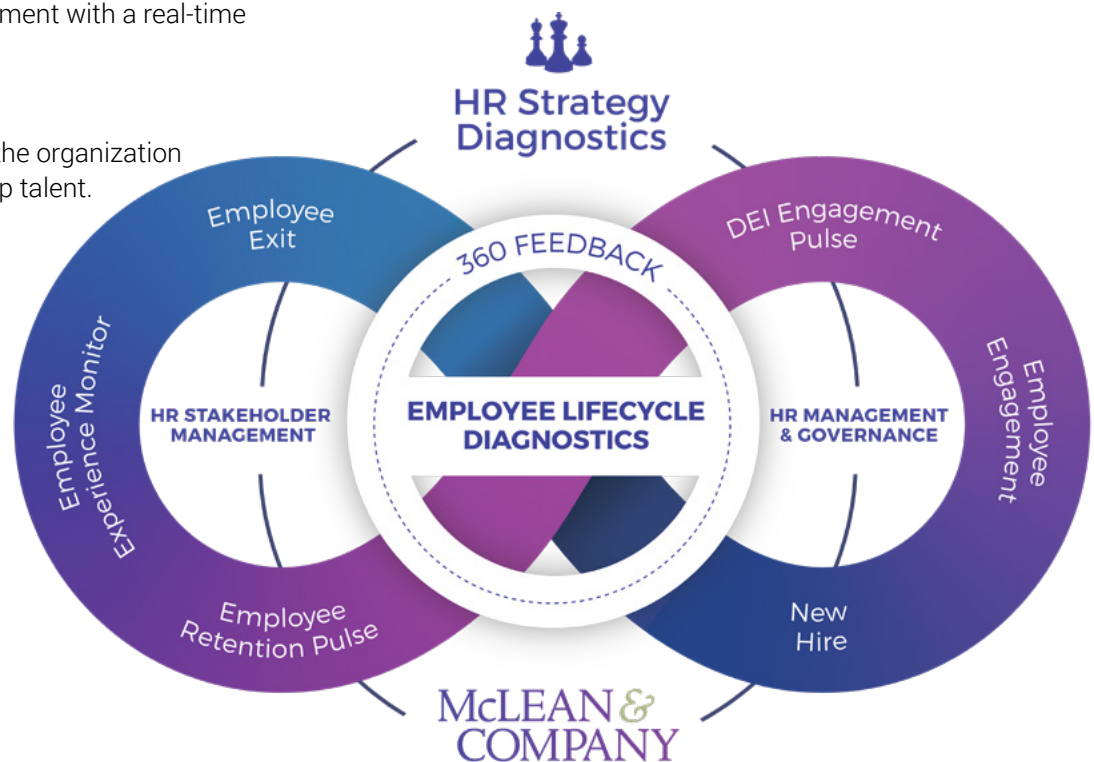 ment with a real-time
the organization
p talent.
HR Strategy
Diagnostics
Employee
Exit
360 FEEDBACK
DEI Engagement
Pulse
Employee
Experience Monitor
HR STAKEHOLDER
MANAGEMENT
EMPLOYEE LIFECYCLE
DIAGNOSTICS
HR MANAGEMENT
& GOVERNANCE
Employee
Engagement
Employee
Retention Pulse
New
Hire
McLEAN &
COMPANY